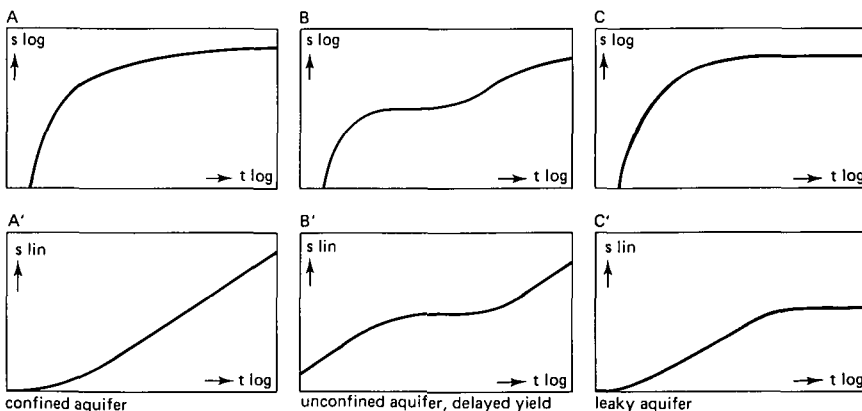 A
s log
t log
B
s log
t log
C
s log
t log
A'
s lin
t log
confined aquifer
B'
s lin
t log
unconfined aquifer, delayed yield
C'
s lin
t log
leaky aquifer